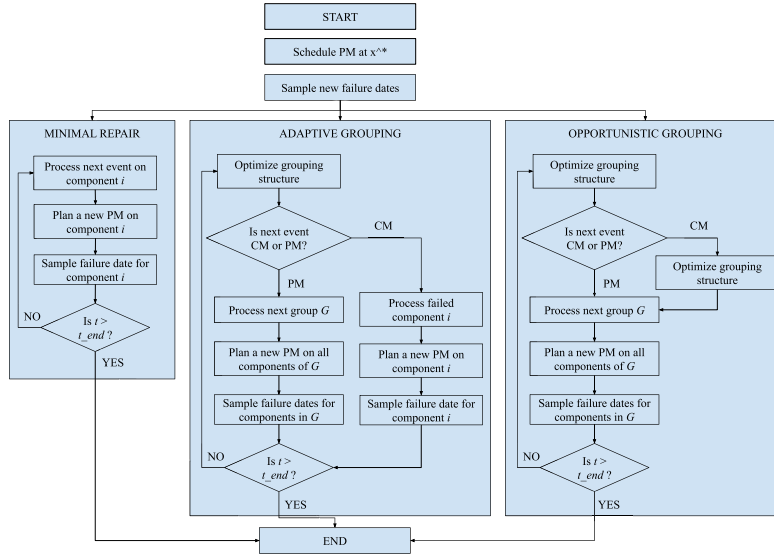 START
Schedule PM at x^*
Sample new failure dates
MINIMAL REPAIR
Process next event on
component i
Plan a new PM on
component i
Sample failure date for
component i
Is t >
t_end ?
NO
YES
ADAPTIVE GROUPING
Optimize grouping
structure
Is next event
CM or PM?
CM
PM
Process next group G
Plan a new PM on all
components of G
Sample failure dates for
components in G
Process failed
component i
Plan a new PM on
component i
Sample failure date for
component i
Is t >
t_end ?
NO
YES
OPPORTUNISTIC GROUPING
Optimize grouping
structure
Is next event
CM or PM?
CM
Optimize grouping
structure
PM
Process next group G
Plan a new PM on all
components of G
Sample failure dates for
components in G
Is t >
t_end ?
NO
YES
END